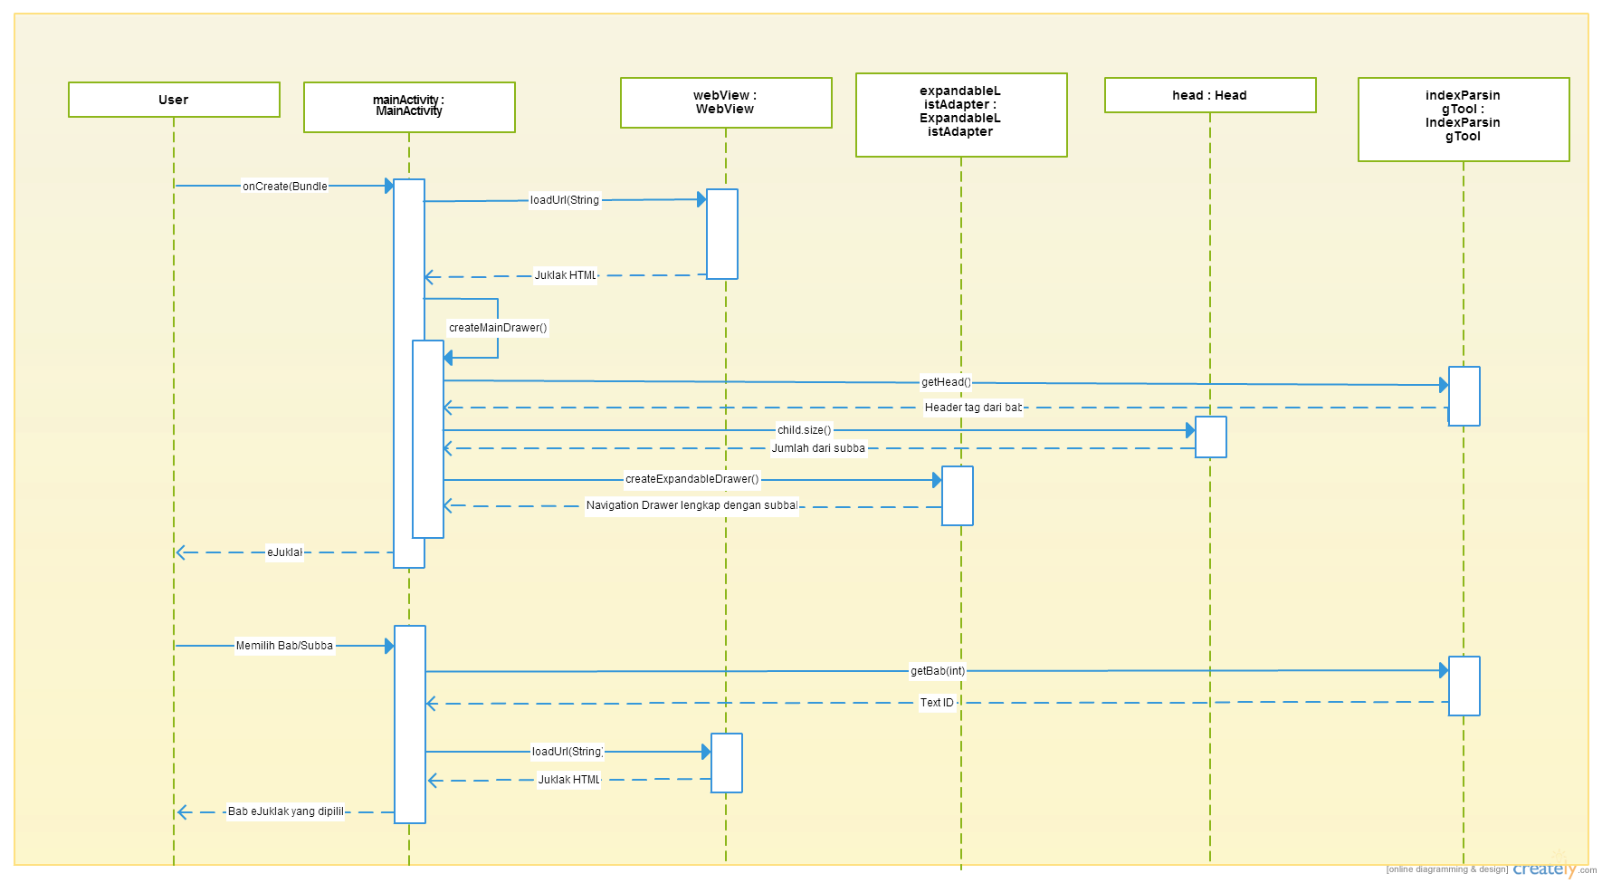 User
mainActivity :
MainActivity
webView :
WebView
expandableL
istAdapter :
ExpandableL
istAdapter
head : Head
indexParsin
gTool :
IndexParsin
gTool
onCreate(Bundle
loadUrl(String
Juklak HTML
createMainDrawer()
getHead()
Header tag dari bab
child.size()
Jumlah dari subba
createExpandableDrawer()
Navigation Drawer lengkap dengan subba
eJuklak
Memilih Bab/Subba
getBab(int)
Text ID
loadUrl(String)
Juklak HTML
Bab eJuklak yang dipili
[online diagramming & design] creately.com